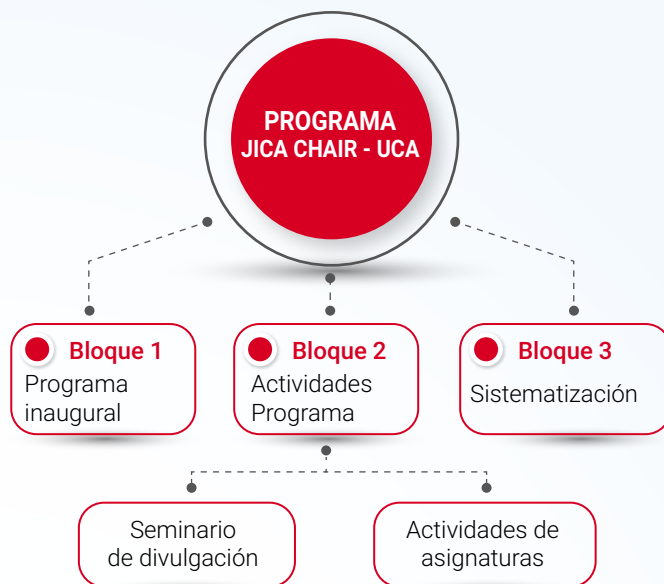 PROGRAMA
JICA CHAIR - UCA
Bloque 1
Programa
inaugural
Bloque 2
Actividades
Programa
Bloque 3
Sistematización
Seminario
de divulgación
Actividades de
asignaturas